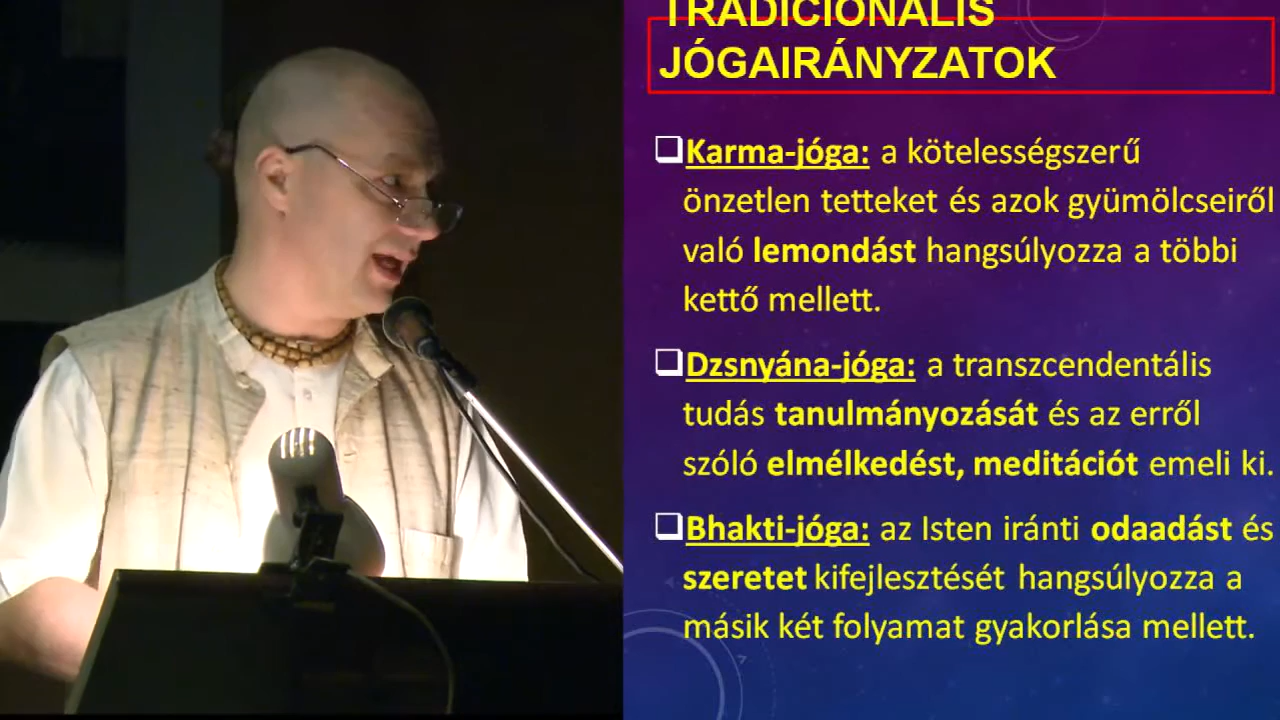 TRADICIONÁLIS
JÓGAIRÁNYZATOK
Karma-jóga: a kötelességszerű
önzetlen tetteket és azok gyümölcseiről
való lemondást hangsúlyozza a többi
kettő mellett.
Dzsnyána-jóga: a transzcendentális
tudás tanulmányozását és az erről
szóló elmélkedést, meditációt emeli ki.
Bhakti-jóga: az Isten iránti odaadást és
szeretet kifejlesztését hangsúlyozza a
másik két folyamat gyakorlása mellett.